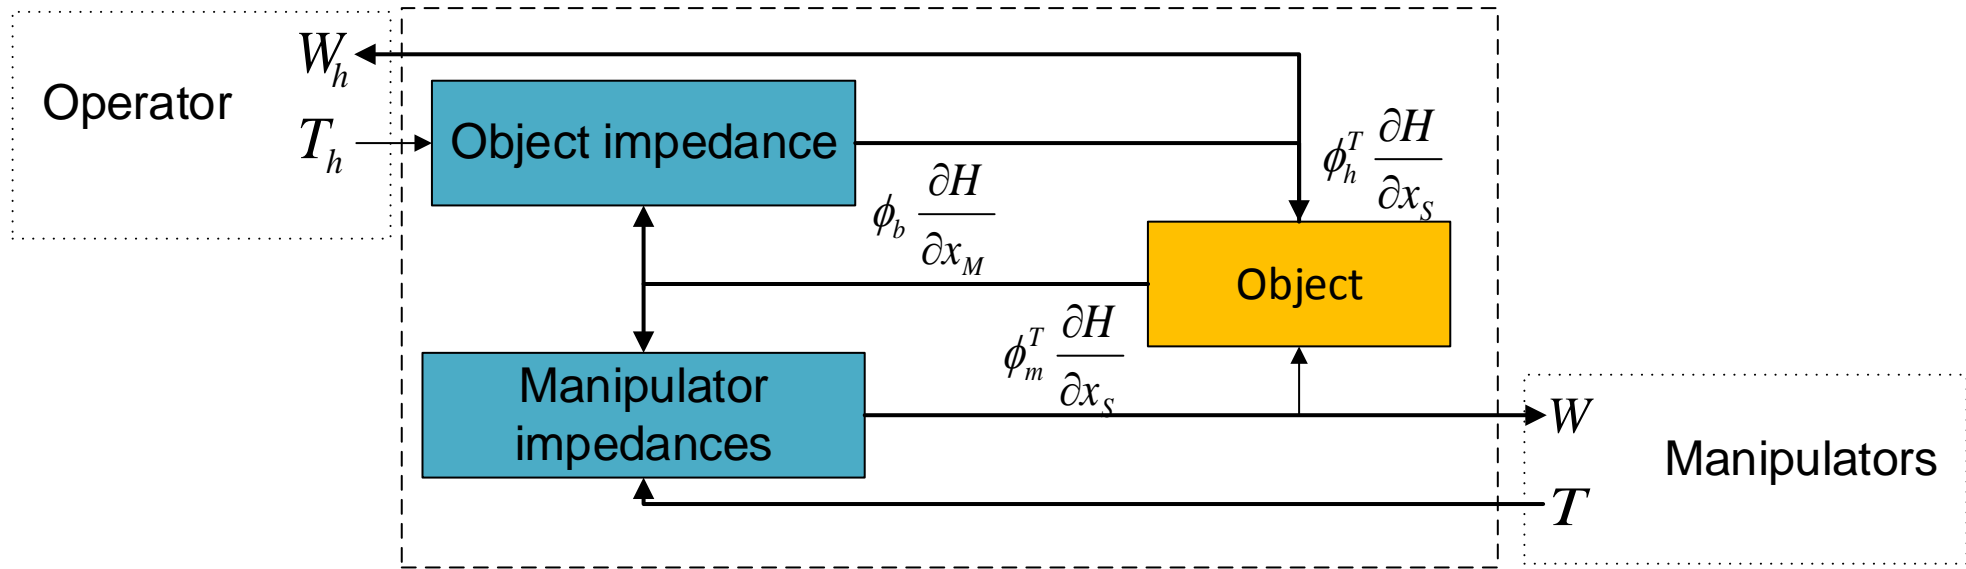 Operator
W_h
T_h
Object impedance
ϕ_h^T ∂H/∂x_S
ϕ_b ∂H/∂x_M
Object
ϕ_m^T ∂H/∂x_S
Manipulator
impedances
W
Manipulators
T